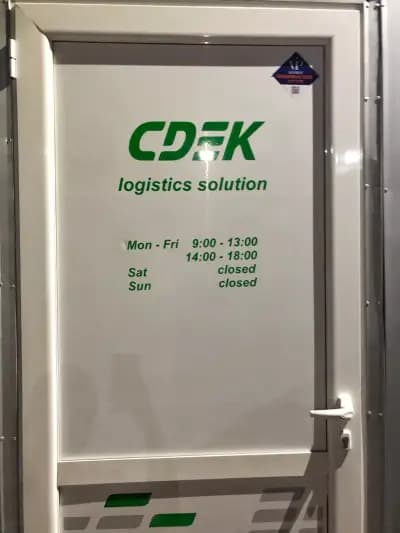 CDEK
logistics solution
Mon - Fri 9:00 - 13:00
14:00 - 18:00
Sat closed
Sun closed